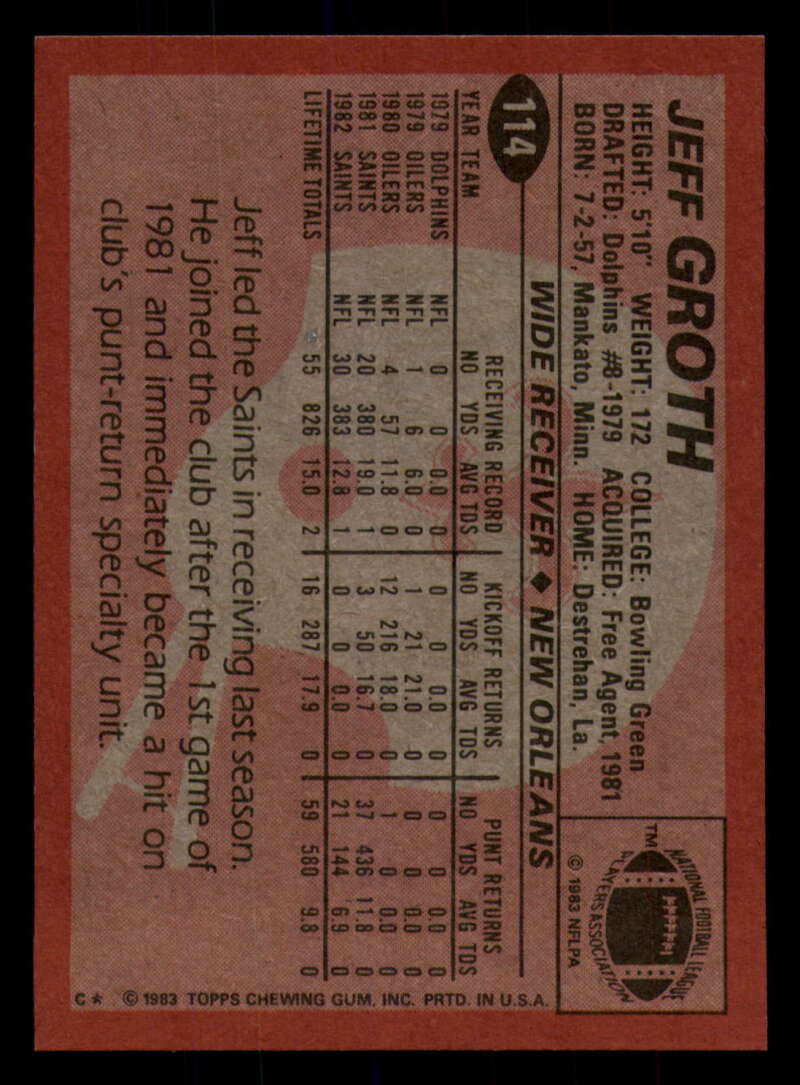 JEFF GROTH
HEIGHT: 5'10" WEIGHT: 172 COLLEGE: Bowling Green
DRAFTED: Dolphins #8-1979 ACQUIRED: Free Agent, 1981
BORN: 7-2-57, Mankato, Minn. HOME: Destrehan, La.
NATIONAL FOOTBALL LEAGUE
PLAYERS ASSOCIATION
TM
© 1983 NFLPA
114
WIDE RECEIVER ♦ NEW ORLEANS
RECEIVING RECORD KICKOFF RETURNS PUNT RETURNS
YEAR TEAM NO YDS AVG TDS NO YDS AVG TDS NO YDS AVG TDS
1979 DOLPHINS NFL 0 0 0.0 0 0 0 0.0 0 0 0 0.0 0
1979 OILERS NFL 1 6 6.0 0 1 21 21.0 0 0 0 0.0 0
1980 OILERS NFL 4 57 11.8 0 12 216 18.0 0 1 0 0.0 0
1981 SAINTS NFL 20 380 19.0 1 3 50 16.7 0 37 436 11.8 0
1982 SAINTS NFL 30 383 12.8 1 0 0 0.0 0 21 144 6.9 0
LIFETIME TOTALS 55 826 15.0 2 16 287 17.9 0 59 580 9.8 0
Jeff led the Saints in receiving last season.
He joined the club after the 1st game of
1981 and immediately became a hit on
club's punt-return specialty unit.
C* © 1983 TOPPS CHEWING GUM, INC. PRTD. IN U.S.A.